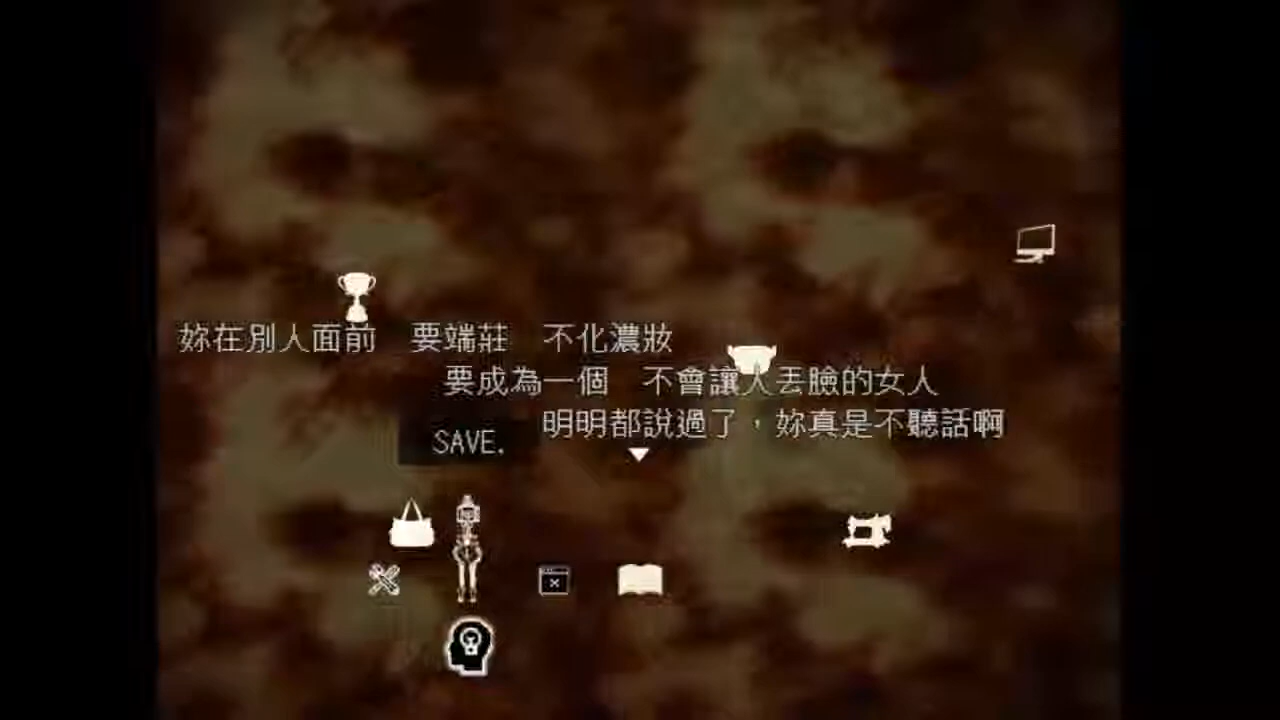 妳在別人面前　要端莊　不化濃妝
要成為一個　不會讓人丟臉的女人
明明都說過了，妳真是不聽話啊
SAVE.